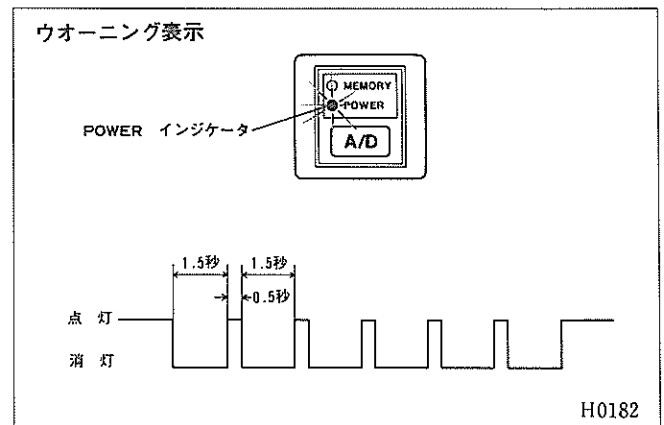 ウオーニング表示
MEMORY
POWER
POWER インジケータ
A/D
1.5秒 1.5秒
0.5秒
点 灯
消 灯
H0182